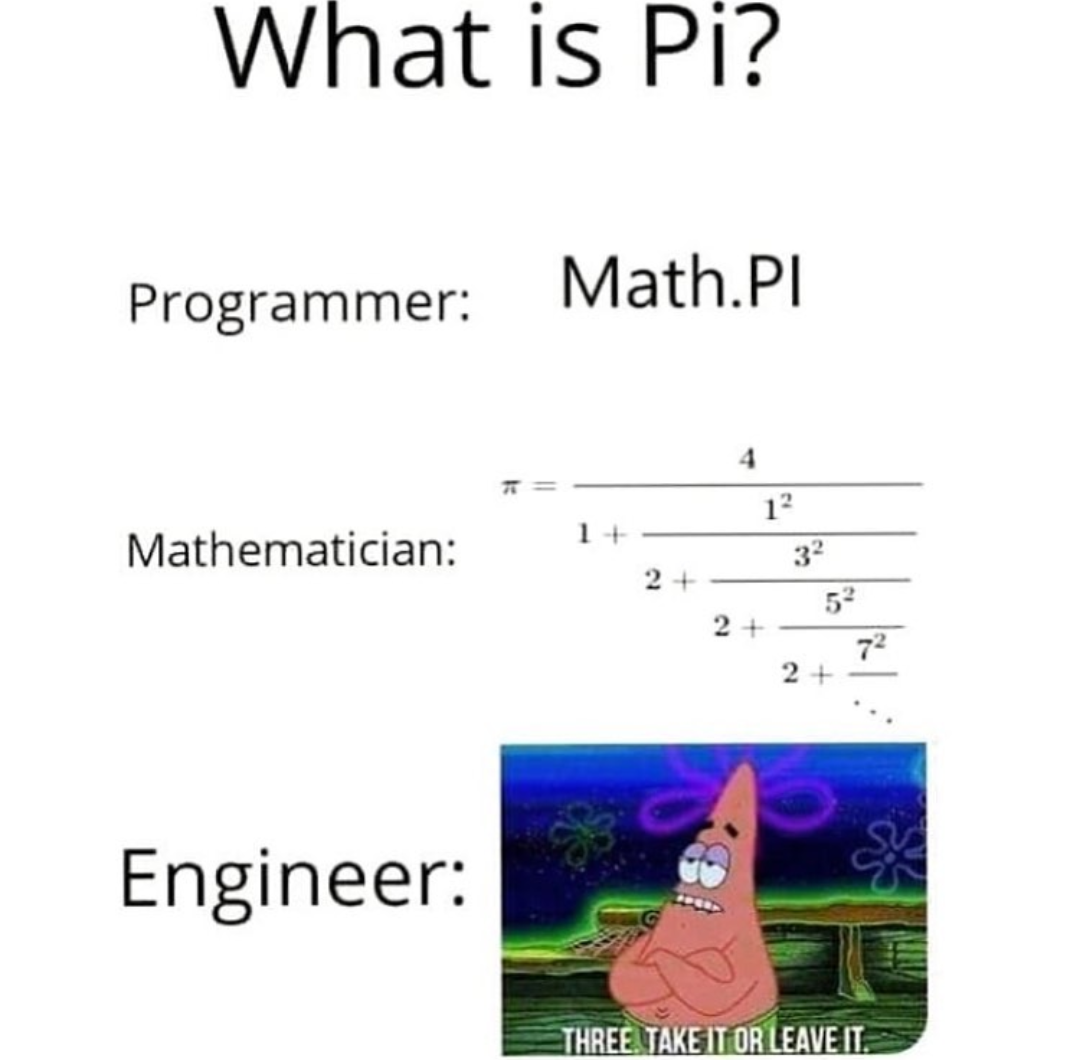 What is Pi?
Programmer: Math.PI
Mathematician: π = 4
1 + 1²
2 + 3²
2 + 5²
2 + 7²
⋱
Engineer:
THREE. TAKE IT OR LEAVE IT.